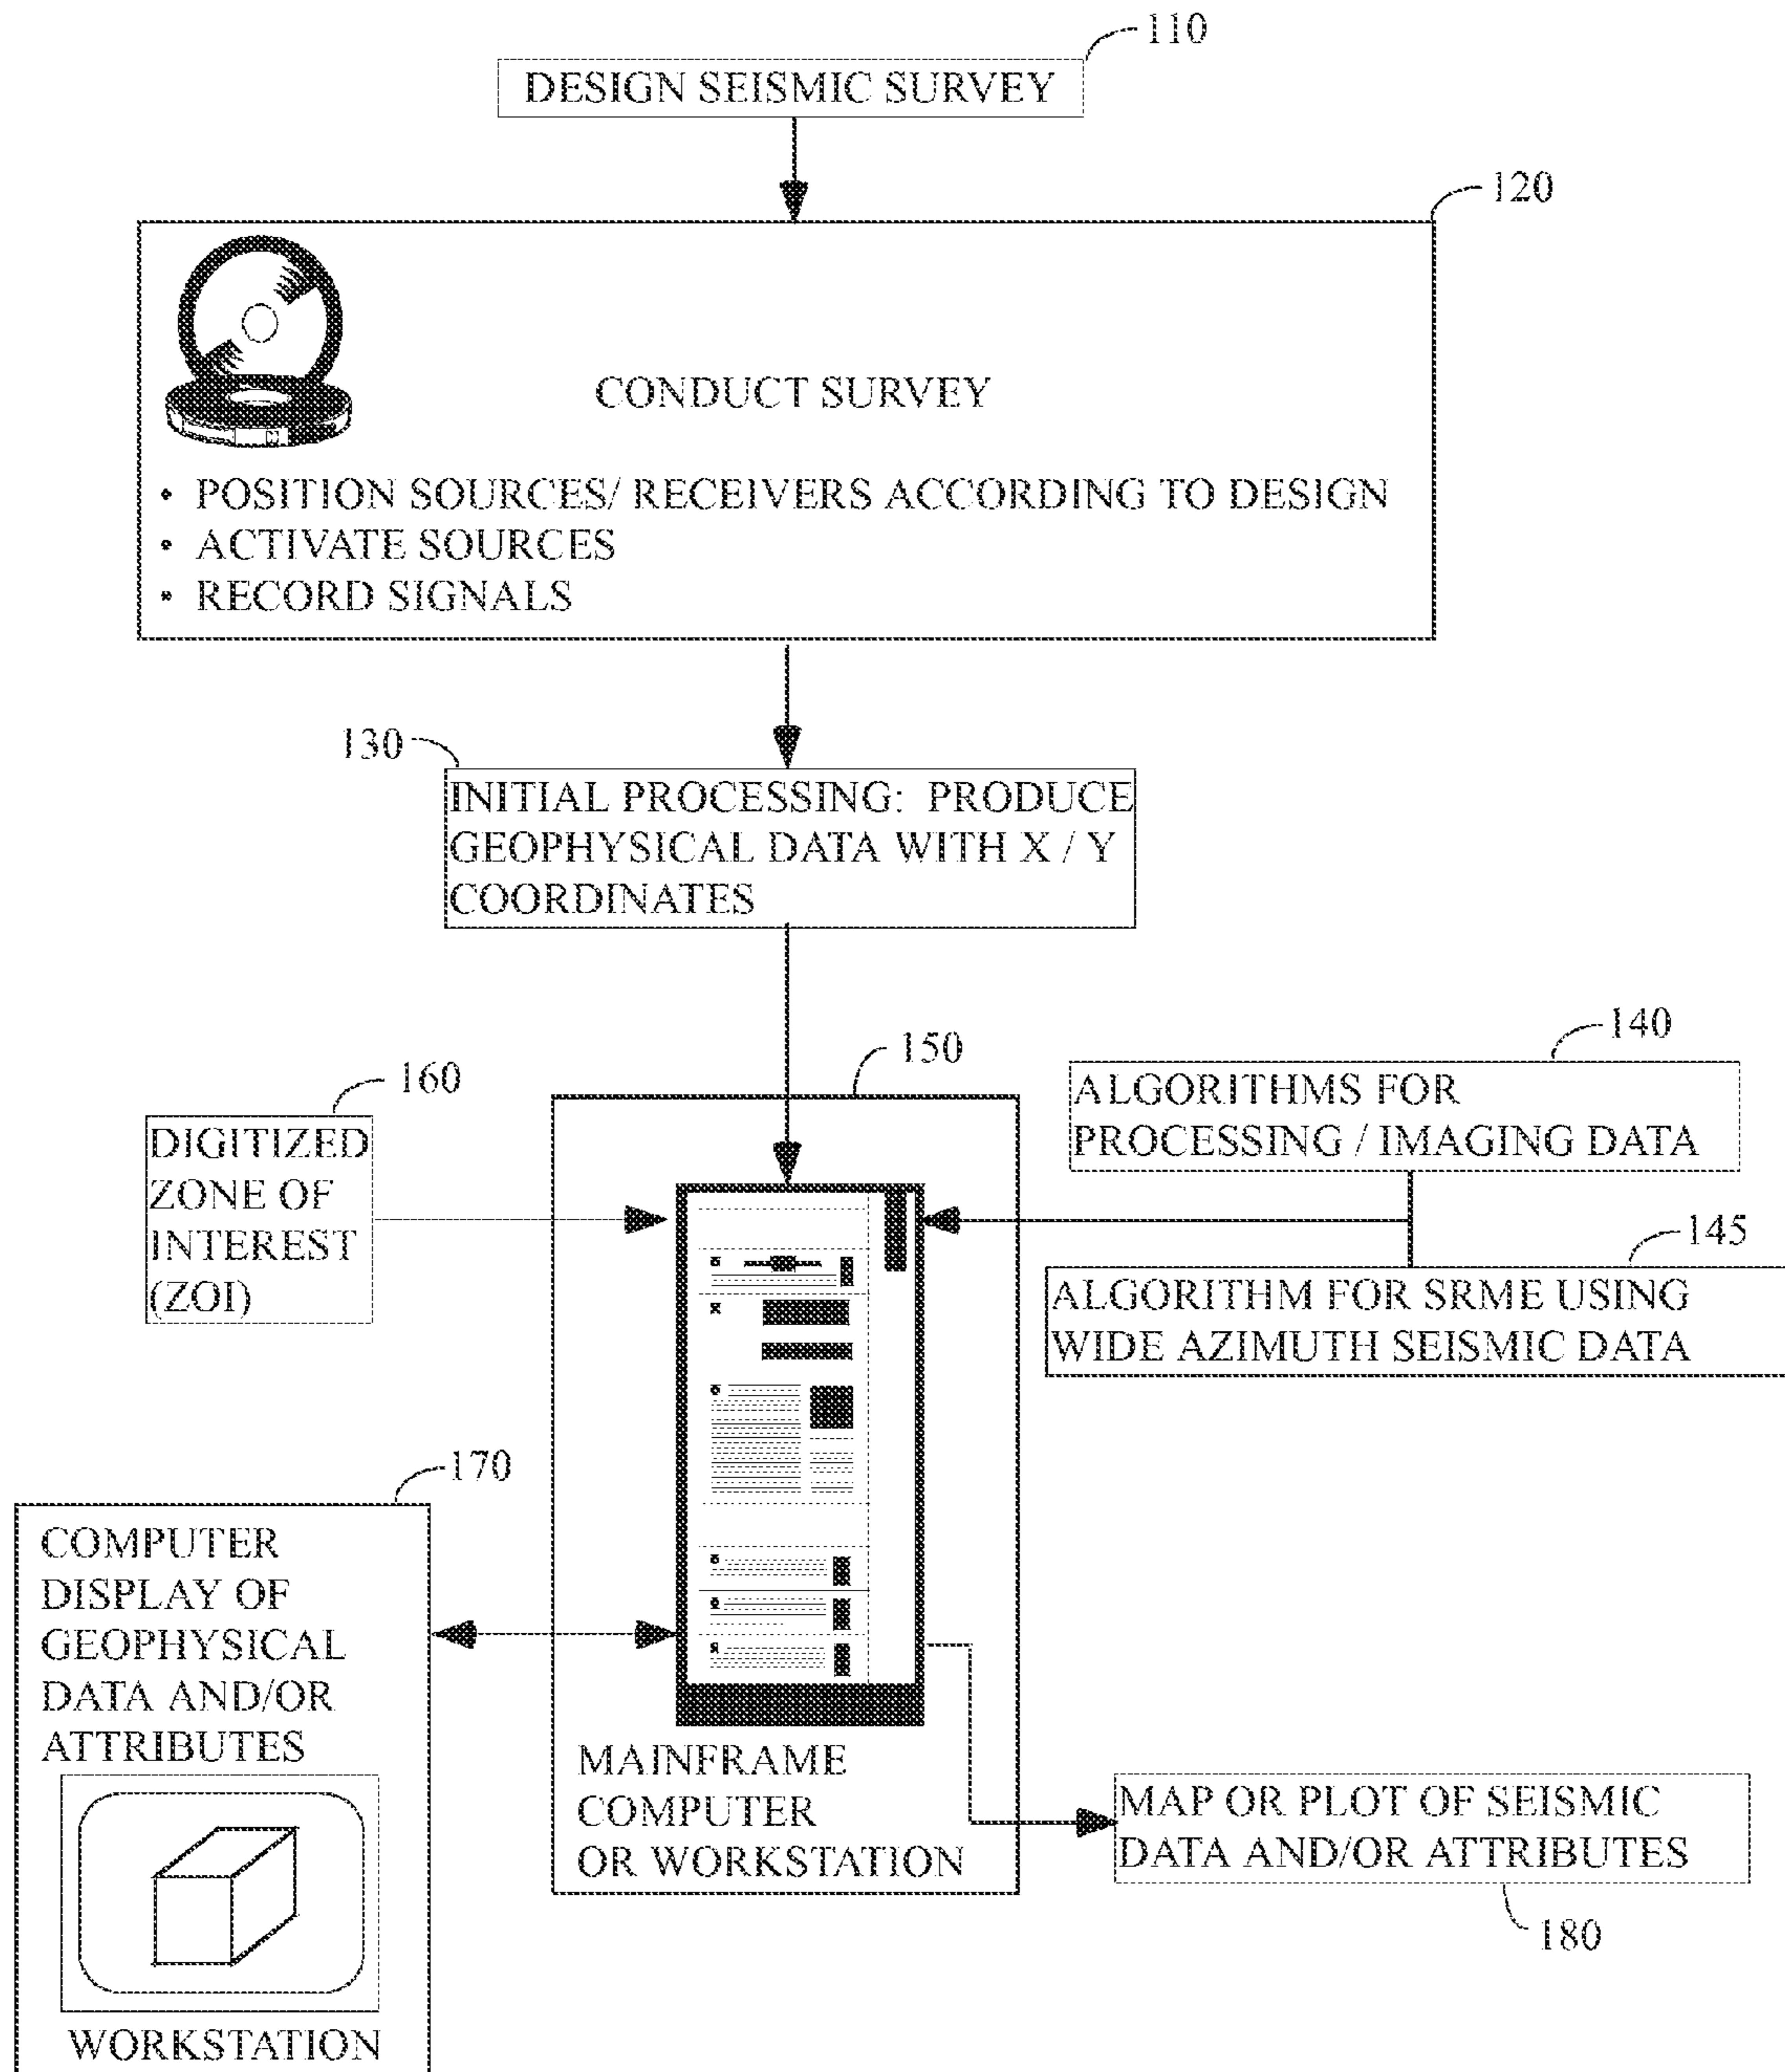 110
DESIGN SEISMIC SURVEY
120
CONDUCT SURVEY
• POSITION SOURCES/ RECEIVERS ACCORDING TO DESIGN
• ACTIVATE SOURCES
• RECORD SIGNALS
130
INITIAL PROCESSING: PRODUCE
GEOPHYSICAL DATA WITH X / Y
COORDINATES
140
ALGORITHMS FOR
PROCESSING / IMAGING DATA
150
160
DIGITIZED
ZONE OF
INTEREST
(ZOI)
145
ALGORITHM FOR SRME USING
WIDE AZIMUTH SEISMIC DATA
170
COMPUTER
DISPLAY OF
GEOPHYSICAL
DATA AND/OR
ATTRIBUTES
WORKSTATION
MAINFRAME
COMPUTER
OR WORKSTATION
MAP OR PLOT OF SEISMIC
DATA AND/OR ATTRIBUTES
180